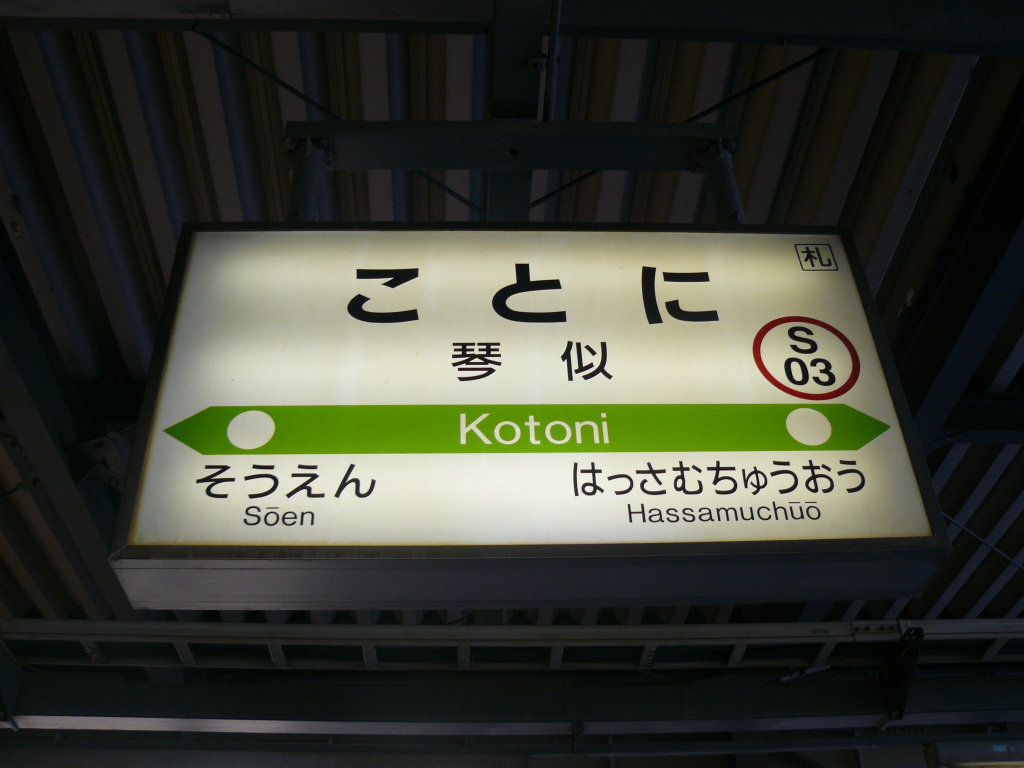 札
ことに
琴似
S
03
Kotoni
そうえん
Sōen
はっさむちゅうおう
Hassamuchūō